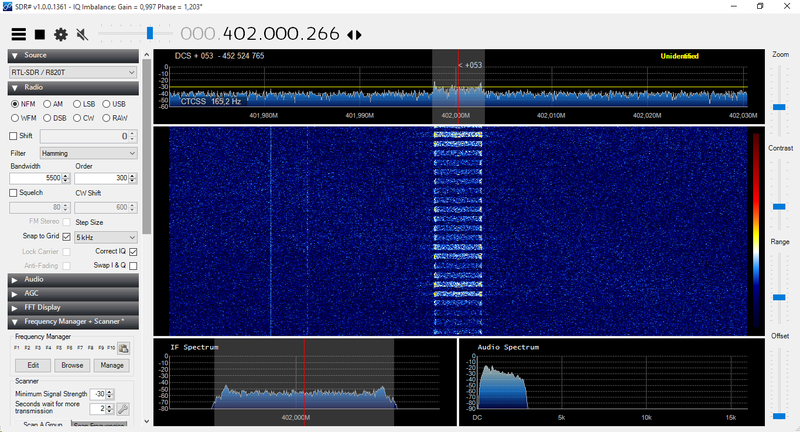 SDR# v1.0.0.1361 - IQ Imbalance: Gain = 0,997 Phase = 1,203°
000.402.000.266
Source
RTL-SDR / R820T
Radio
NFM AM LSB USB
WFM DSB CW RAW
Shift 0
Filter Hamming
Bandwidth Order
5500 300
Squelch CW Shift
80 600
FM Stereo Step Size
Snap to Grid 5 kHz
Lock Carrier Correct IQ
Anti-Fading Swap I & Q
Audio
AGC
FFT Display
Frequency Manager + Scanner *
Frequency Manager
F1 F2 F3 F4 F5 F6 F7 F8 F9 F10
Edit Browse Manage
Scanner
Minimum Signal Strength -30
Seconds wait for more
transmission 2
Scan A Group Scan Frequencies
DCS + 053 - 452 524 765
Unidentified
< +053
0
-10
-20
-30
-40
-50
-60
-70
CTCSS 165,2 Hz
401,980M 401,990M 402,000M 402,010M 402,020M 402,030M
IF Spectrum
0
-10
-20
-30
-40
-50
-60
-70
-80
402,000M
Audio Spectrum
0
-10
-20
-30
-40
-50
-60
-70
-80
DC 5k 10k 15k
Zoom
Contrast
Range
Offset